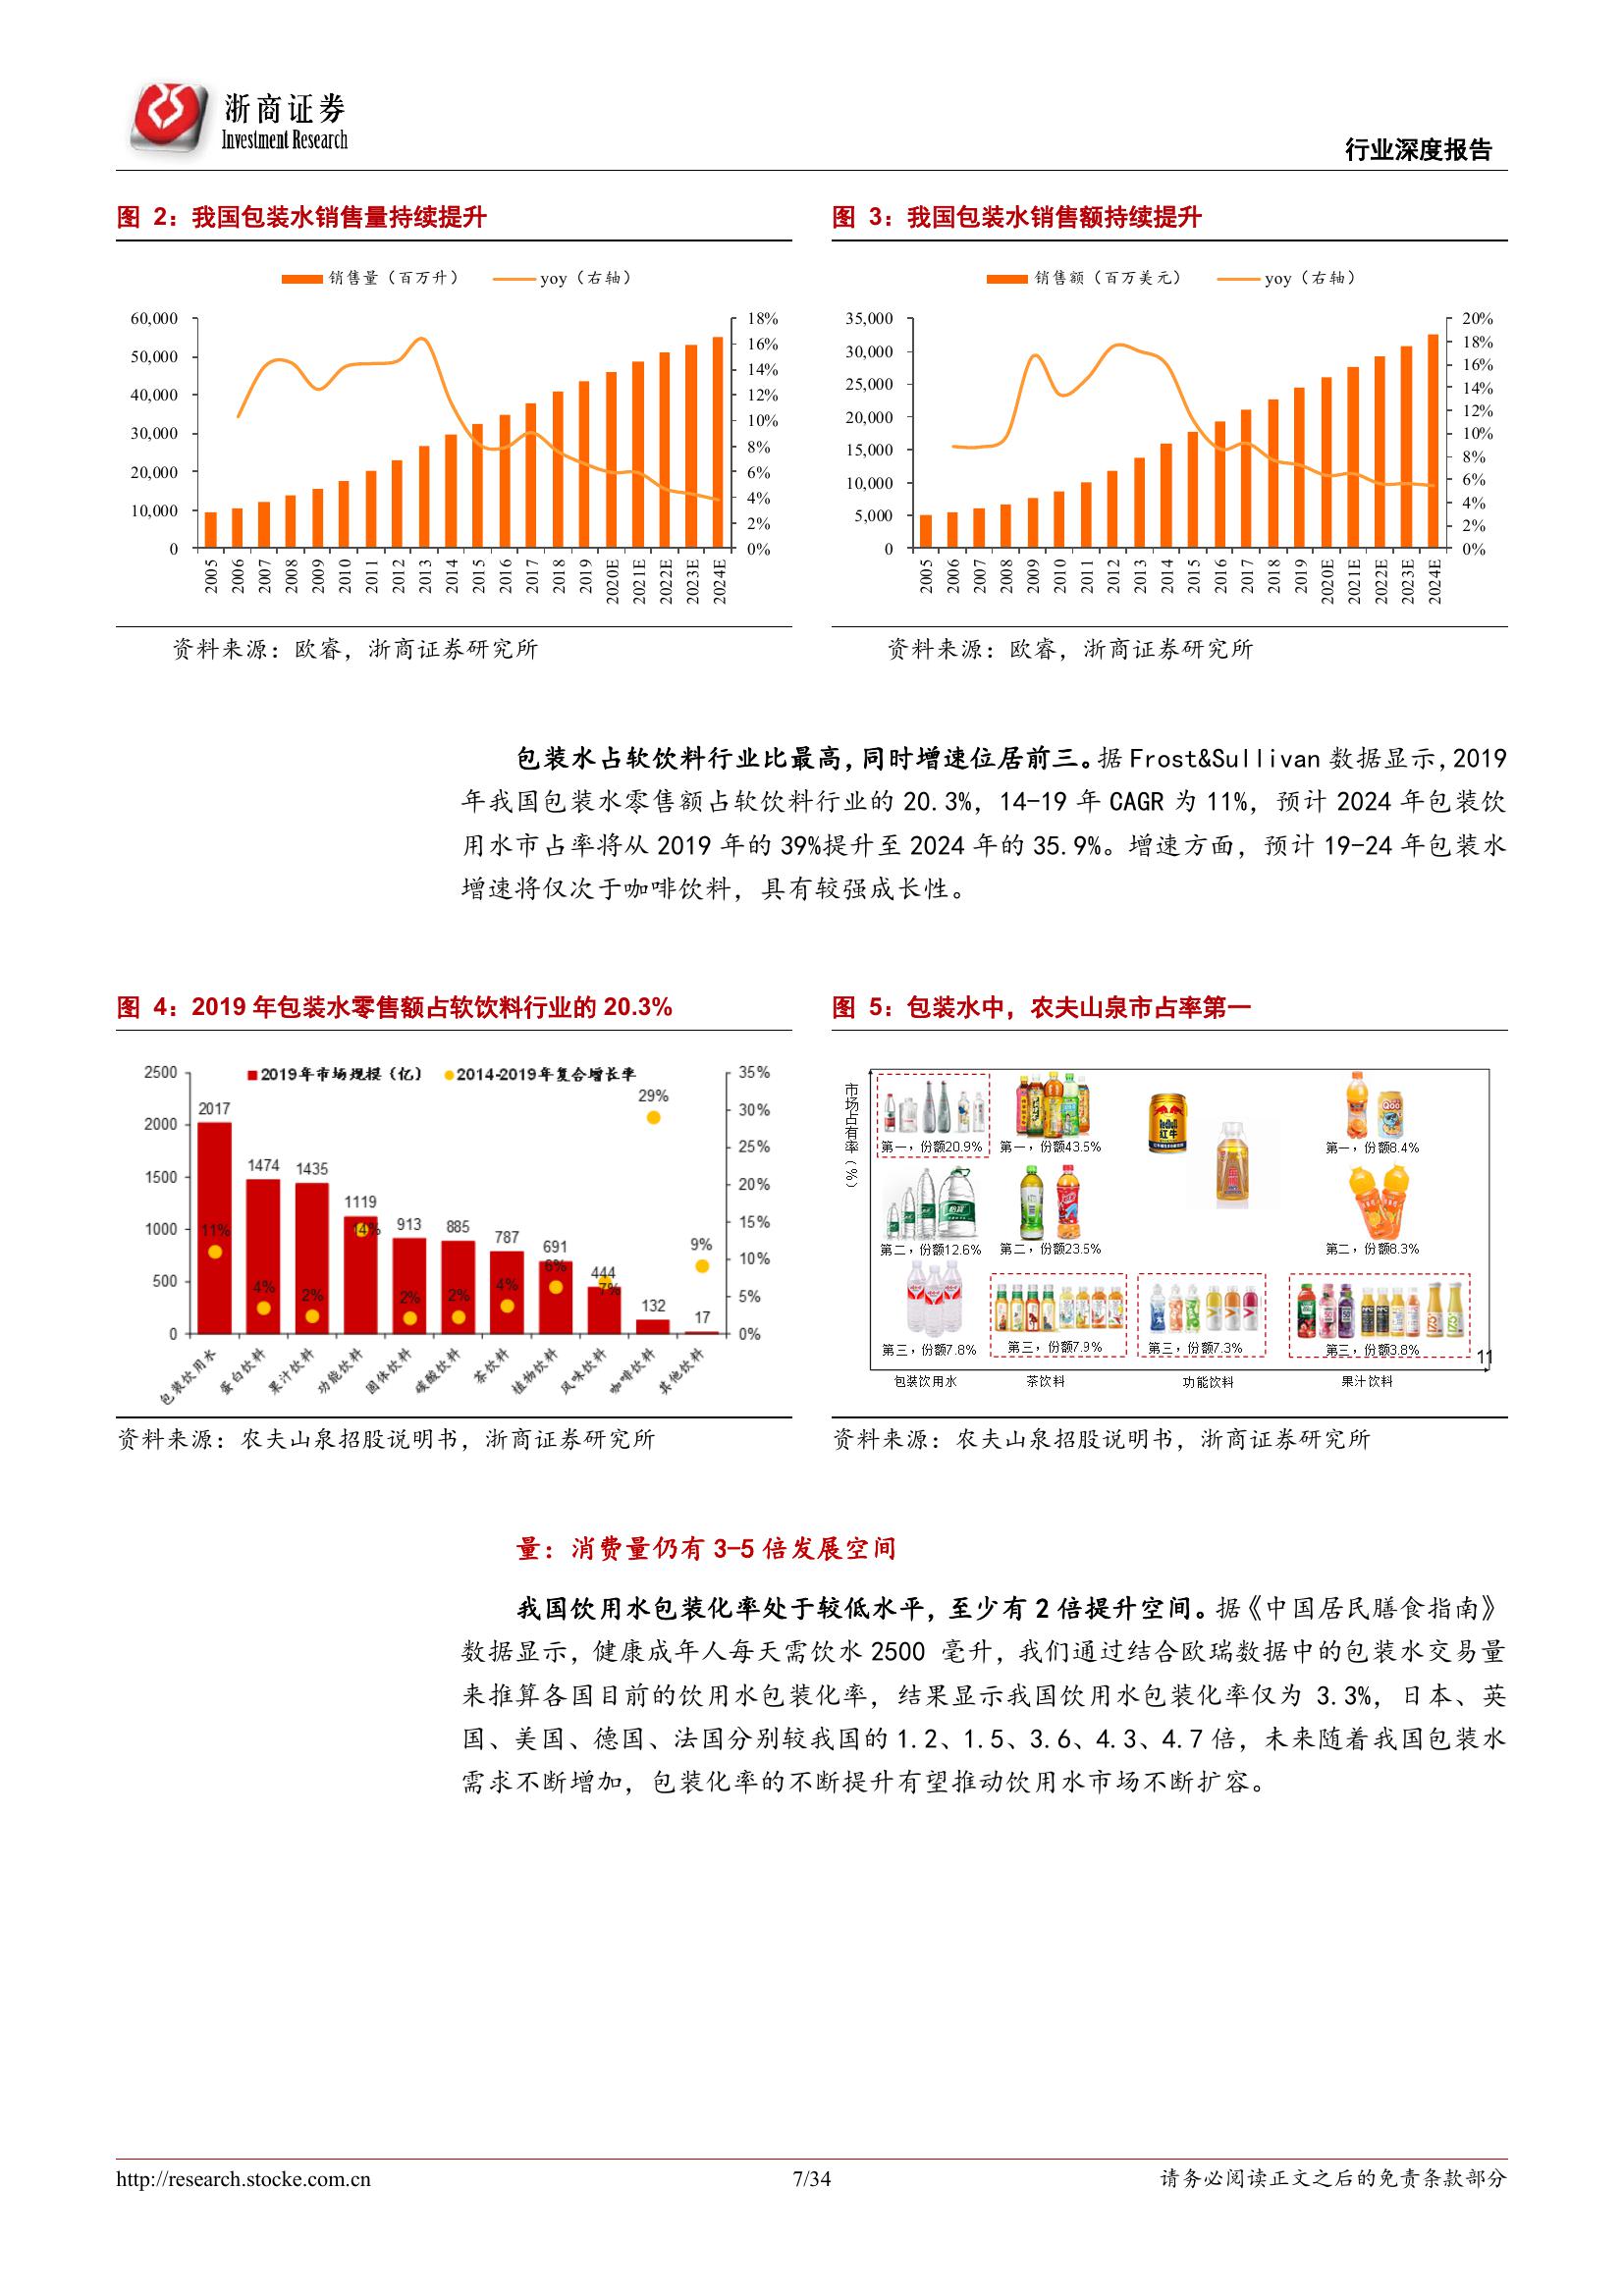 浙商证券
Investment Research
行业深度报告
图 2：我国包装水销售量持续提升
销售量（百万升） yoy（右轴）
60,000
50,000
40,000
30,000
20,000
10,000
0
18%
16%
14%
12%
10%
8%
6%
4%
2%
0%
2005 2006 2007 2008 2009 2010 2011 2012 2013 2014 2015 2016 2017 2018 2019 2020E 2021E 2022E 2023E 2024E
资料来源：欧睿，浙商证券研究所
图 3：我国包装水销售额持续提升
销售额（百万美元） yoy（右轴）
35,000
30,000
25,000
20,000
15,000
10,000
5,000
0
20%
18%
16%
14%
12%
10%
8%
6%
4%
2%
0%
2005 2006 2007 2008 2009 2010 2011 2012 2013 2014 2015 2016 2017 2018 2019 2020E 2021E 2022E 2023E 2024E
资料来源：欧睿，浙商证券研究所
包装水占软饮料行业比最高，同时增速位居前三。据 Frost&Sullivan 数据显示，2019
年我国包装水零售额占软饮料行业的 20.3%，14-19 年 CAGR 为 11%，预计 2024 年包装饮
用水市占率将从 2019 年的 39%提升至 2024 年的 35.9%。增速方面，预计 19-24 年包装水
增速将仅次于咖啡饮料，具有较强成长性。
图 4：2019 年包装水零售额占软饮料行业的 20.3%
2019年市场规模（亿） 2014-2019年复合增长率
2500
2000
1500
1000
500
0
35%
30%
25%
20%
15%
10%
5%
0%
2017 1474 1435 1119 913 885 787 691 444 132 17
11% 4% 2% 14% 2% 2% 4% 6% 7% 29% 9%
包装饮用水 蛋白饮料 果汁饮料 功能饮料 固体饮料 碳酸饮料 茶饮料 植物饮料 风味饮料 咖啡饮料 其他饮料
资料来源：农夫山泉招股说明书，浙商证券研究所
图 5：包装水中，农夫山泉市占率第一
市场占有率（%）
红牛
Qoo
第一，份额20.9% 第一，份额43.5% 第一，份额8.4%
第二，份额12.6% 第二，份额23.5% 第二，份额8.3%
第三，份额7.8% 第三，份额7.9% 第三，份额7.3% 第三，份额3.8%
11
包装饮用水 茶饮料 功能饮料 果汁饮料
资料来源：农夫山泉招股说明书，浙商证券研究所
量：消费量仍有 3-5 倍发展空间
我国饮用水包装化率处于较低水平，至少有 2 倍提升空间。据《中国居民膳食指南》
数据显示，健康成年人每天需饮水 2500 毫升，我们通过结合欧瑞数据中的包装水交易量
来推算各国目前的饮用水包装化率，结果显示我国饮用水包装化率仅为 3.3%，日本、英
国、美国、德国、法国分别较我国的 1.2、1.5、3.6、4.3、4.7 倍，未来随着我国包装水
需求不断增加，包装化率的不断提升有望推动饮用水市场不断扩容。
http://research.stocke.com.cn
7/34
请务必阅读正文之后的免责条款部分